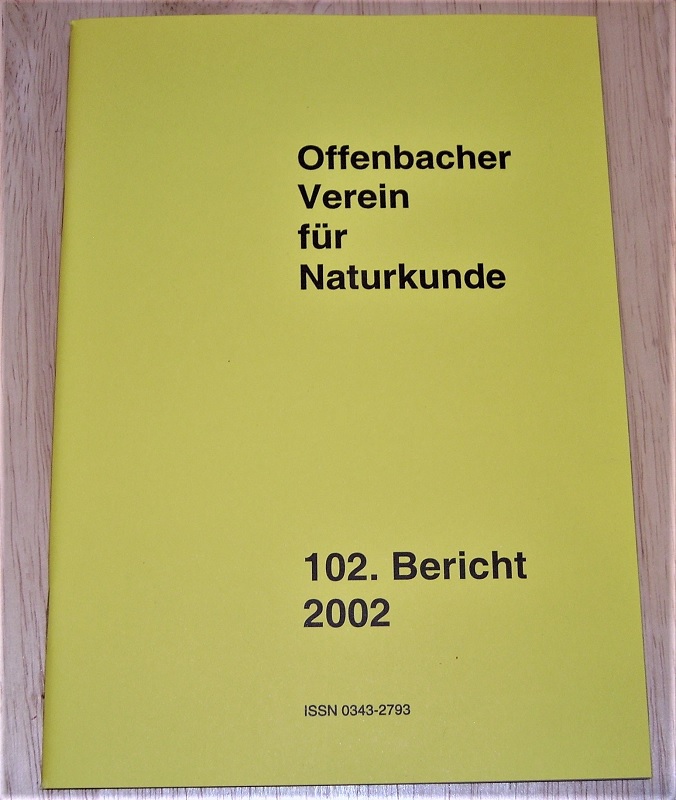 Offenbacher
Verein
für
Naturkunde
102. Bericht
2002
ISSN 0343-2793